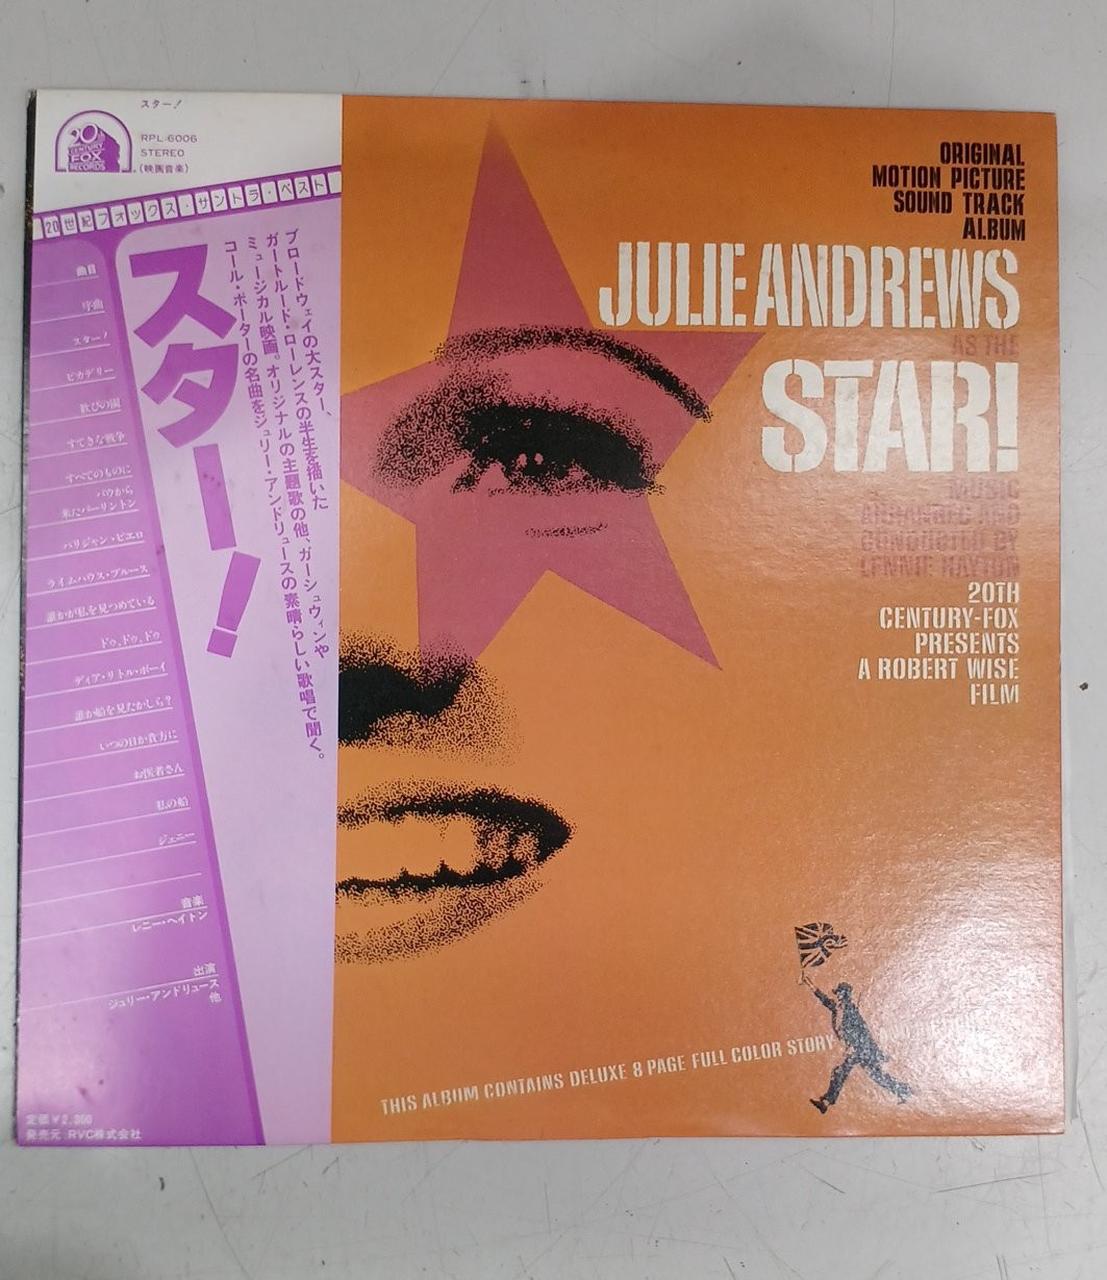 スター!
20th
CENTURY
FOX
RECORDS
RPL-6006
STEREO
(映画音楽)
20世紀フォックス・サントラ・ベスト
スター!
ブロードウェイの大スター、
ガートルード・ローレンスの半生を描いた
ミュージカル映画。オリジナルの主題歌の他、ガーシュウィンや
コール・ポーターの名曲をジュリー・アンドリュースの素晴らしい歌唱で聞く。
曲目
序曲
スター!
ピカデリー
歓びの園
すてきな戦争
すべてのものに
バウから
来たバーリントン
パリジャン・ピエロ
ライムハウス・ブルース
誰かが私を見つめている
ドゥ、ドゥ、ドゥ
ディア・リトル・ボーイ
誰か船を見たかしら?
いつの日か貴方に
お医者さん
私の船
ジェニー
音楽
レニー・ヘイトン
出演
ジュリー・アンドリュース
他
定価¥2,300
発売元 RVC株式会社
ORIGINAL
MOTION PICTURE
SOUND TRACK
ALBUM
JULIE ANDREWS
AS THE
STAR!
MUSIC
ARRANGED AND
CONDUCTED BY
LENNIE HAYTON
20TH
CENTURY-FOX
PRESENTS
A ROBERT WISE
FILM
THIS ALBUM CONTAINS DELUXE 8 PAGE FULL COLOR STORY